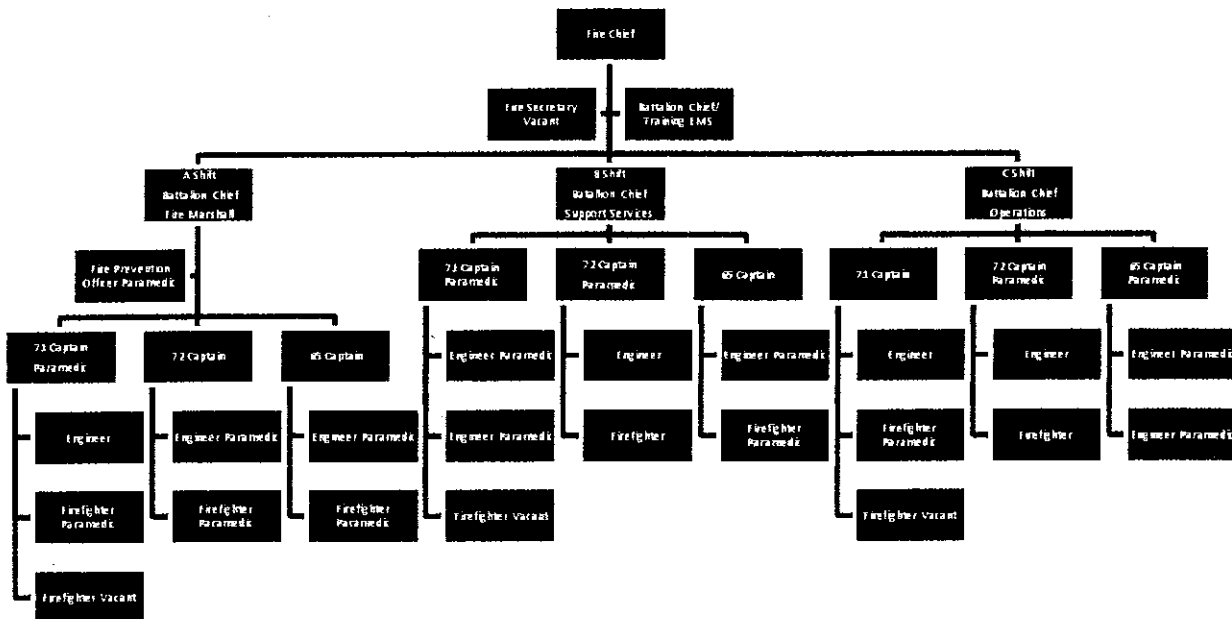 Fire Chief
Fire Secretary
Vacant
Battalion Chief/
Training EMS
A Shift
Battalion Chief
Fire Marshall
B Shift
Batalion Chief
Support Services
C Shift
Battalion Chief
Operations
Fire Prevention
Officer Paramedic
73 Captain
Paramedic
72 Captain
65 Captain
Engineer
Engineer Paramedic
Engineer Paramedic
Firefighter
Paramedic
Firefighter
Paramedic
Firefighter
Paramedic
Firefighter Vacant
73 Captain
Paramedic
72 Captain
Paramedic
65 Captain
Engineer Paramedic
Engineer
Engineer Paramedic
Engineer Paramedic
Firefighter
Firefighter
Paramedic
Firefighter Vacant
73 Captain
72 Captain
Paramedic
65 Captain
Paramedic
Engineer
Engineer
Engineer Paramedic
Firefighter
Paramedic
Firefighter
Engineer Paramedic
Firefighter Vacant